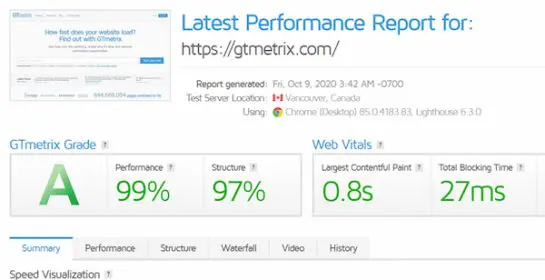 GTmetrix
How fast does your website load?
Find out with GTmetrix
Latest Performance Report for:
https://gtmetrix.com/
Report generated: Fri, Oct 9, 2020 3:42 AM -0700
Test Server Location: Vancouver, Canada
Using: Chrome (Desktop) 85.0.4183.83, Lighthouse 6.3.0
GTmetrix Grade ?
Web Vitals ?
A
Performance ?
99%
Structure ?
97%
Largest Contentful Paint ?
0.8s
Total Blocking Time ?
27ms
Summary Performance Structure Waterfall Video History
Speed Visualization ?